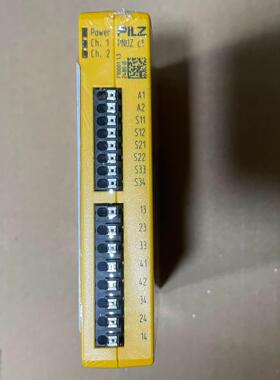 Power
Ch. 1
Ch. 2
PILZ
A1
A2
S11
S12
S21
S22
S33
S34
13
23
33
41
42
34
24
14